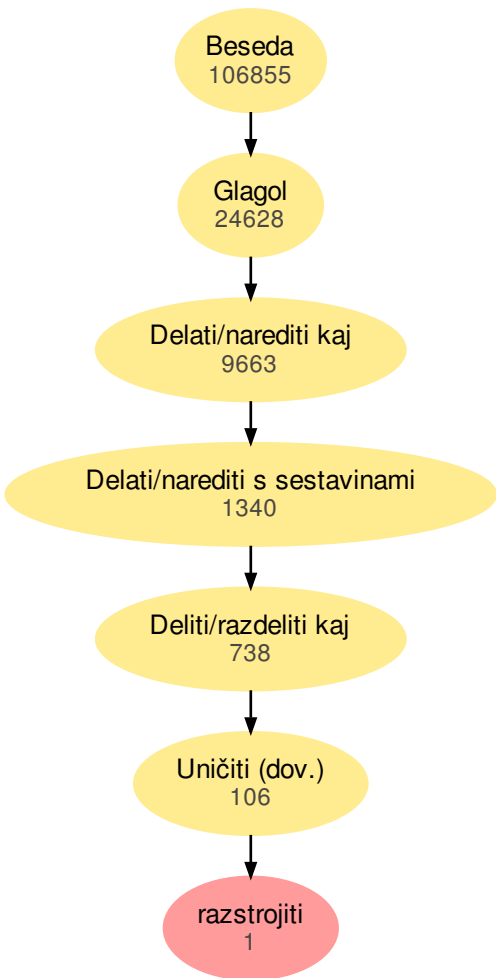 Beseda
106855
Glagol
24628
Delati/narediti kaj
9663
Delati/narediti s sestavinami
1340
Deliti/razdeliti kaj
738
Uničiti (dov.)
106
razstrojiti
1